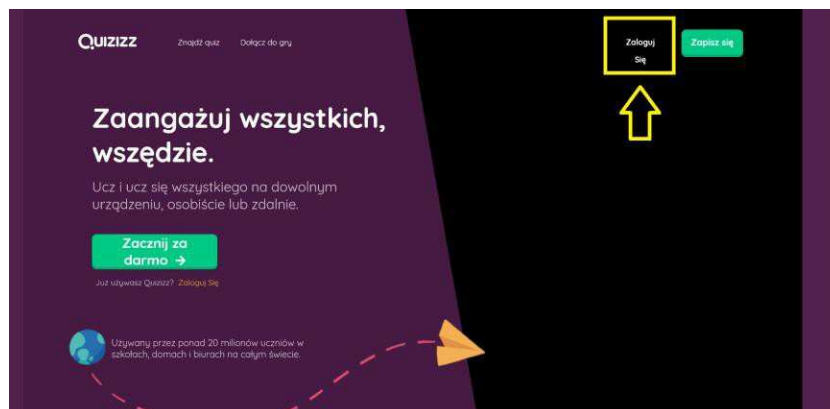 Quizizz
Znajdź quiz
Dołącz do gry
Zaloguj
Się
Zapisz się
Zaangażuj wszystkich,
wszędzie.
Ucz i ucz się wszystkiego na dowolnym
urządzeniu, osobiście lub zdalnie.
Zacznij za
darmo →
Już używasz Quizizz? Zaloguj Się
Używany przez ponad 20 milionów uczniów w
szkołach, domach i biurach na całym świecie.